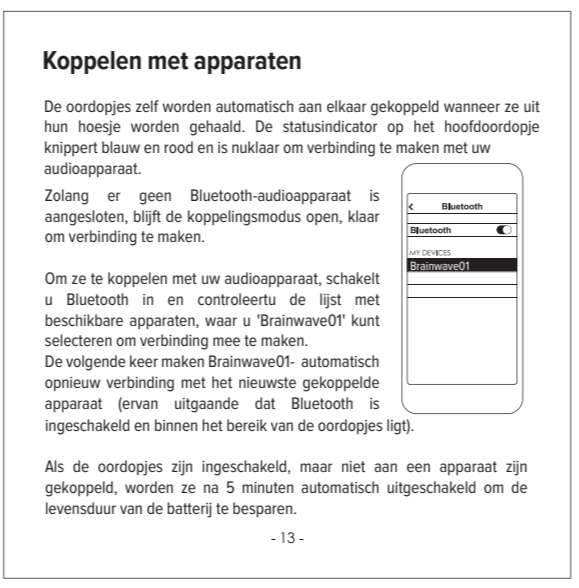 Koppelen met apparaten
De oordopjes zelf worden automatisch aan elkaar gekoppeld wanneer ze uit
hun hoesje worden gehaald. De statusindicator op het hoofdoordopje
knippert blauw en rood en is nuklaar om verbinding te maken met uw
audioapparaat.
Zolang er geen Bluetooth-audioapparaat is
aangesloten, blijft de koppelingsmodus open, klaar
om verbinding te maken.
Om ze te koppelen met uw audioapparaat, schakelt
u Bluetooth in en controleertu de lijst met
beschikbare apparaten, waar u 'Brainwave01' kunt
selecteren om verbinding mee te maken.
De volgende keer maken Brainwave01- automatisch
opnieuw verbinding met het nieuwste gekoppelde
apparaat (ervan uitgaande dat Bluetooth is
ingeschakeld en binnen het bereik van de oordopjes ligt).
< Bluetooth
Bluetooth
MY DEVICES
Brainwave01
Als de oordopjes zijn ingeschakeld, maar niet aan een apparaat zijn
gekoppeld, worden ze na 5 minuten automatisch uitgeschakeld om de
levensduur van de batterij te besparen.
- 13 -